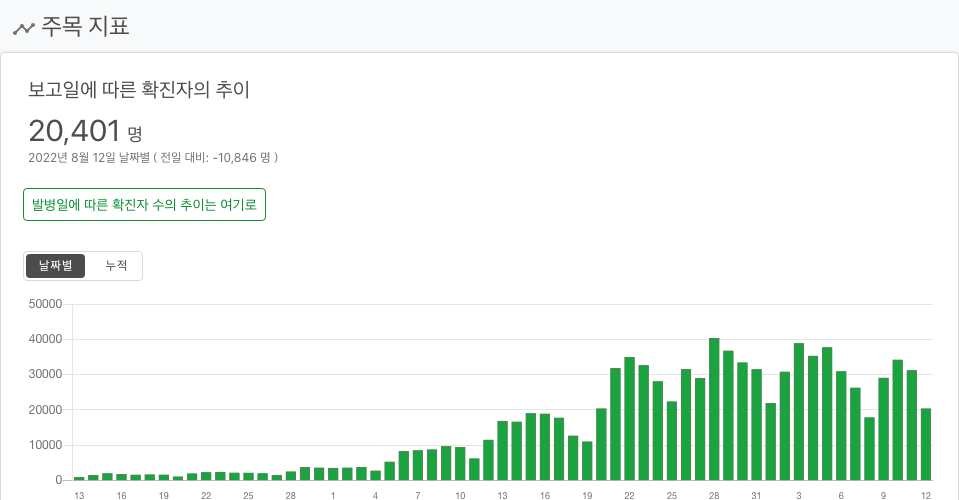 주목 지표
보고일에 따른 확진자의 추이
20,401 명
2022년 8월 12일 날짜별 ( 전일 대비: -10,846 명 )
발병일에 따른 확진자 수의 추이는 여기로
날짜별 누적
50000
40000
30000
20000
10000
0
13 16 19 22 25 28 1 4 7 10 13 16 19 22 25 28 31 3 6 9 12